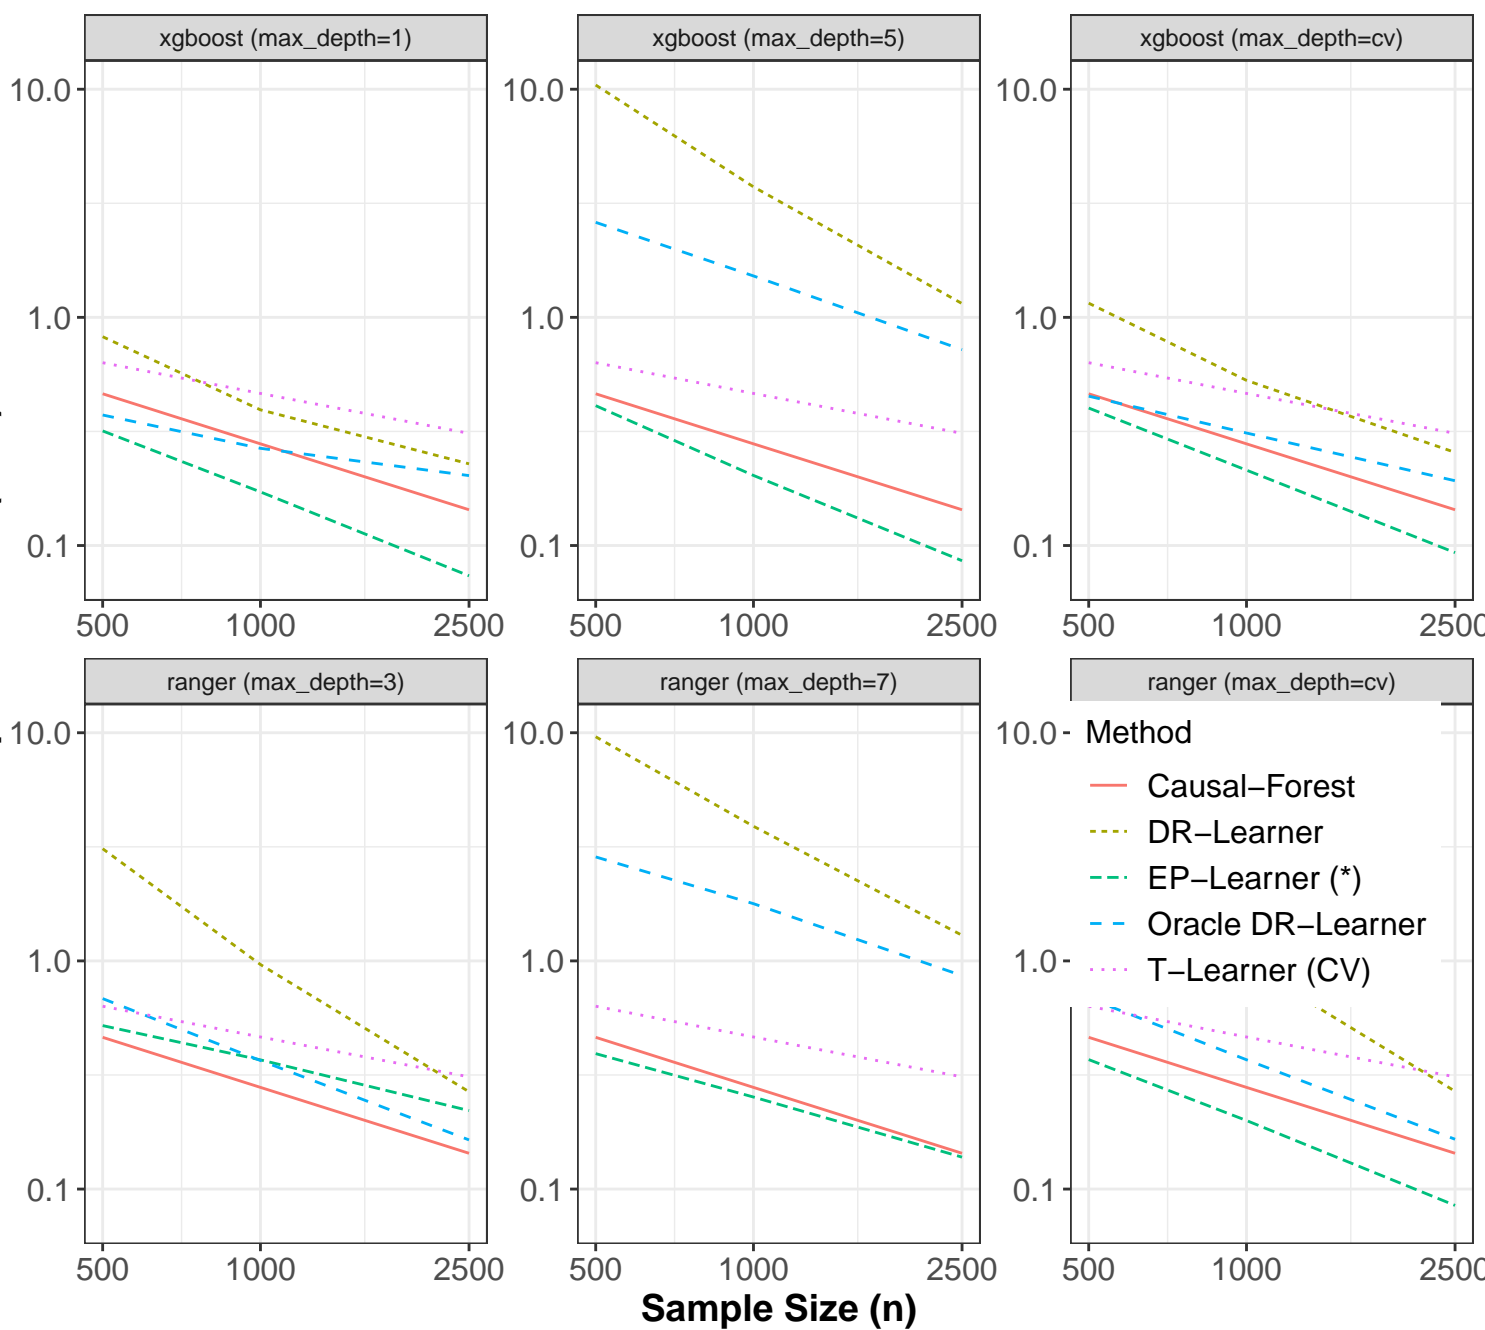 xgboost (max_depth=1) xgboost (max_depth=5) xgboost (max_depth=cv)
10.0 10.0 10.0
1.0 1.0 1.0
0.1 0.1 0.1
500 1000 2500 500 1000 2500 500 1000 2500
ranger (max_depth=3) ranger (max_depth=7) ranger (max_depth=cv)
10.0 10.0 10.0
Method
Causal−Forest
DR−Learner
EP−Learner (*)
Oracle DR−Learner
1.0 1.0 1.0
T−Learner (CV)
0.1 0.1 0.1
500 1000 2500 500 1000 2500 500 1000 2500
Sample Size (n)